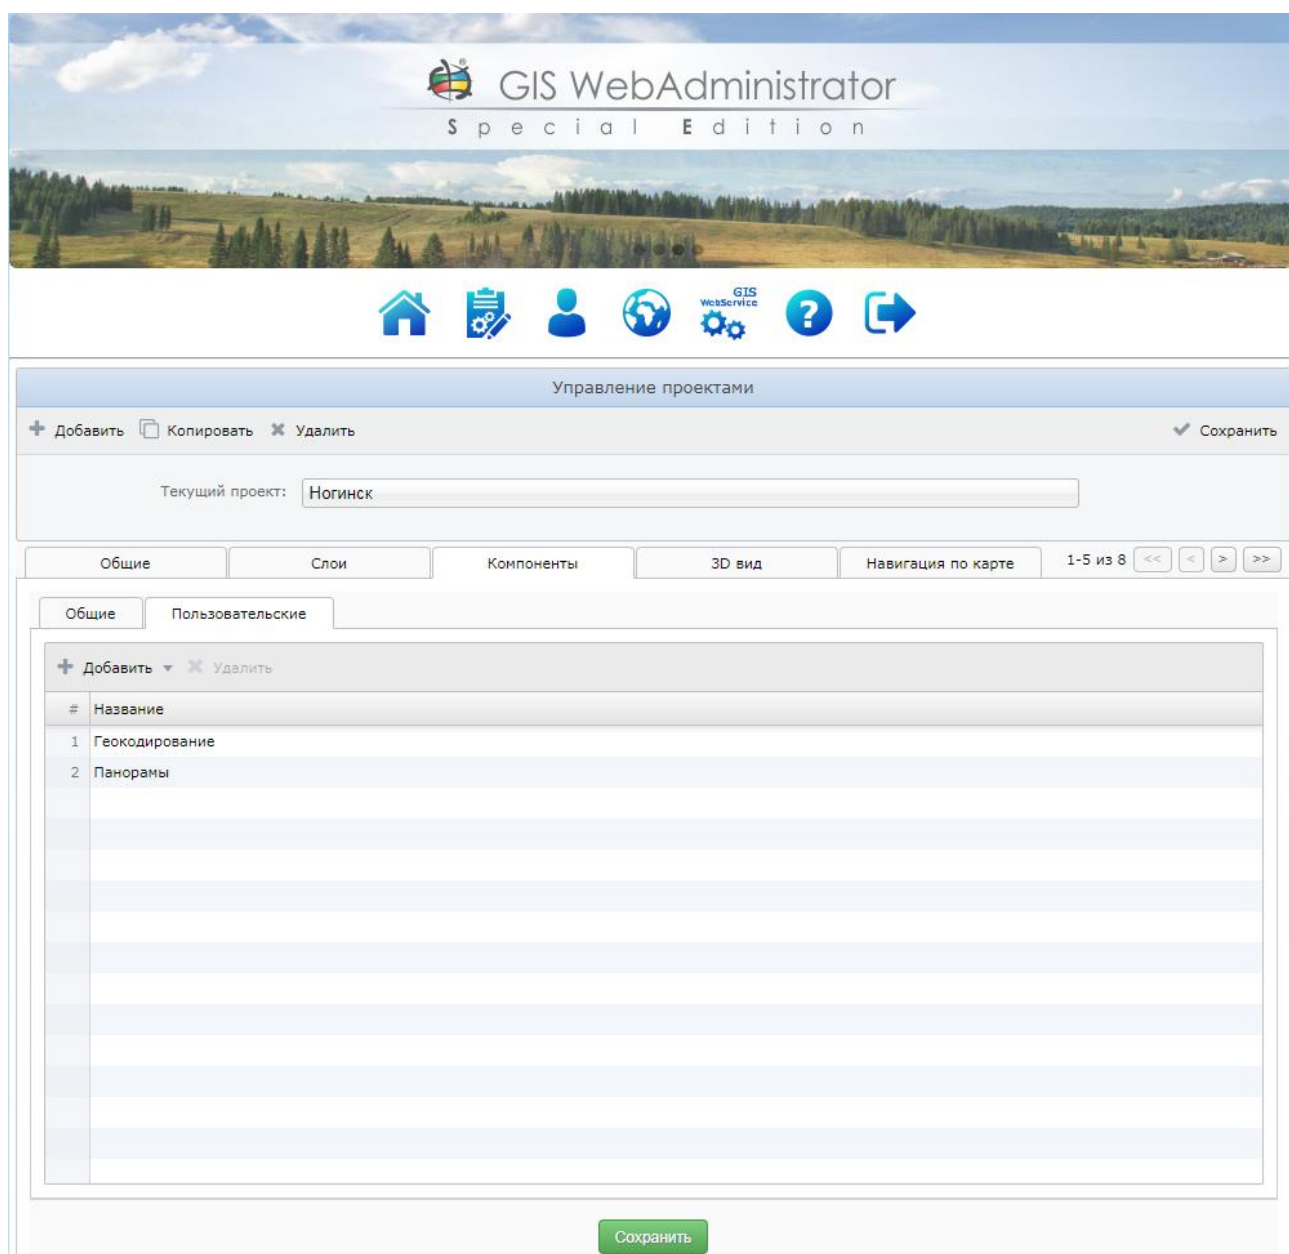 GIS WebAdministrator
Special Edition
GIS
WebService
?
Управление проектами
Добавить Копировать Удалить Сохранить
Текущий проект: Ногинск
Общие Слои Компоненты 3D вид Навигация по карте 1-5 из 8 << < > >>
Общие Пользовательские
Добавить Удалить
# Название
1 Геокодирование
2 Панорамы
Сохранить